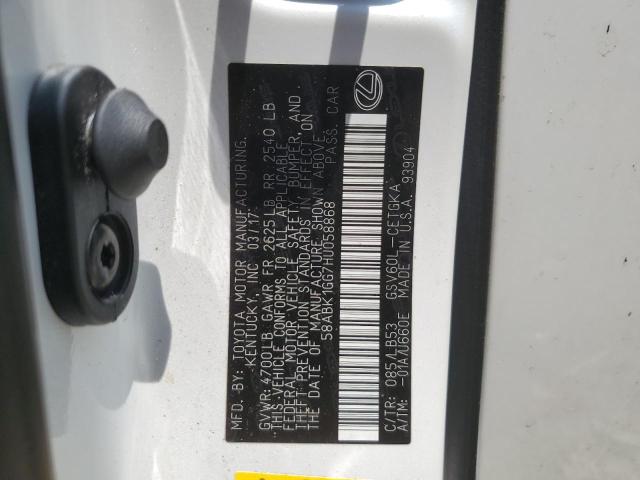 MFD. BY: TOYOTA MOTOR MANUFACTURING,
KENTUCKY, INC 03/17
GVWR: 4700 LB GAWR FR 2625 LB RR 2540 LB
THIS VEHICLE CONFORMS TO ALL APPLICABLE
FEDERAL MOTOR VEHICLE SAFETY, BUMPER, AND
THEFT PREVENTION STANDARDS IN EFFECT ON
THE DATE OF MANUFACTURE SHOWN ABOVE.
58ABK1GG7HU058868 PASS. CAR
C/TR: 085/LB53 GSV60L-CETGKA
A/TM: -01A/U660E MADE IN U.S.A. 93904